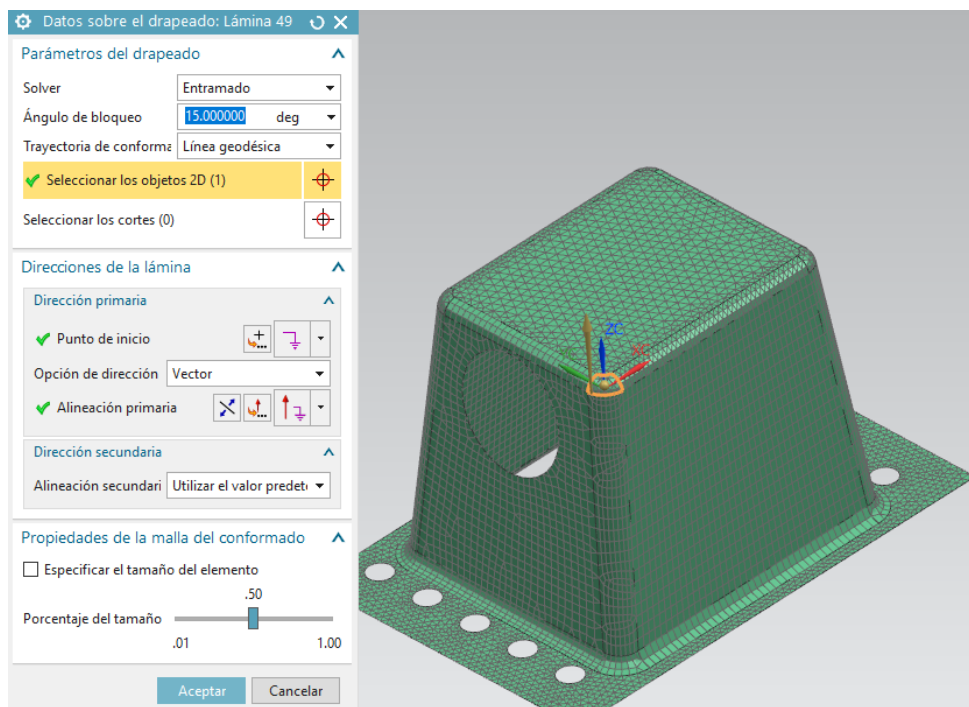 Datos sobre el drapeado: Lámina 49
Parámetros del drapeado
Solver Entramado
Ángulo de bloqueo 15.000000 deg
Trayectoria de conforma Línea geodésica
Seleccionar los objetos 2D (1)
Seleccionar los cortes (0)
Direcciones de la lámina
Dirección primaria
Punto de inicio
Opción de dirección Vector
Alineación primaria
Dirección secundaria
Alineación secundari Utilizar el valor predet
Propiedades de la malla del conformado
Especificar el tamaño del elemento
.50
Porcentaje del tamaño
.01 1.00
Aceptar Cancelar
ZC
XC